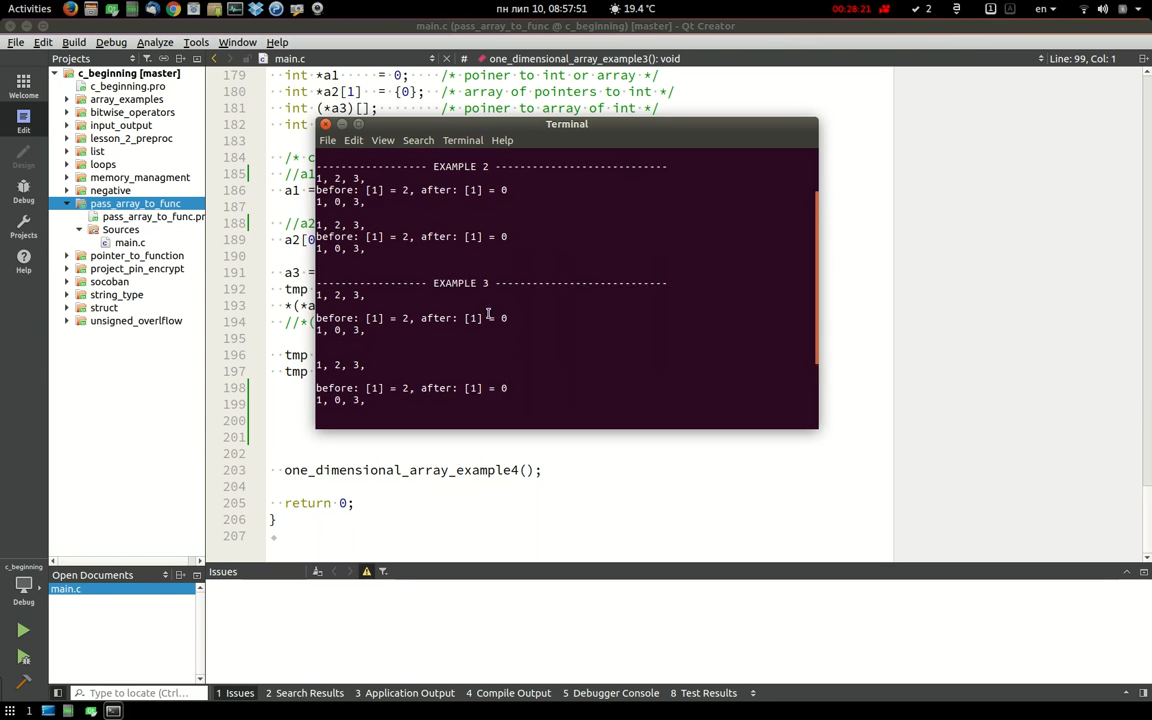 Activities
пн лип 10, 08:57:51
19.4 °C
00:28:21
2
1
en
main.c (pass_array_to_func @ c_beginning) [master] - Qt Creator
File Edit Build Debug Analyze Tools Window Help
Projects
main.c
#
one_dimensional_array_example3(): void
Line: 99, Col: 1
Welcome
Edit
Design
Debug
Projects
Help
c_beginning
Debug
c_beginning [master]
c_beginning.pro
array_examples
bitwise_operators
input_output
lesson_2_preproc
list
loops
memory_managment
negative
pass_array_to_func
pass_array_to_func.pr
Sources
main.c
pointer_to_function
project_pin_encrypt
socoban
string_type
struct
unsigned_overlflow
Open Documents
main.c
179 int *a1 = 0; /* poiner to int or array */
180 int *a2[1] = {0}; /* array of pointers to int */
181 int (*a3)[]; /* poiner to array of int */
182 int
183
184 /* c
185 //a1
186 a1 =
187
188 //a2
189 a2[0
190
191 a3 =
192 tmp
193 *(*a
194 //*(
195
196 tmp
197 tmp
198
199
200
201
202
203 one_dimensional_array_example4();
204
205 return 0;
206 }
207
Terminal
File Edit View Search Terminal Help
------------------ EXAMPLE 2 ---------------------------
1, 2, 3,
before: [1] = 2, after: [1] = 0
1, 0, 3,
1, 2, 3,
before: [1] = 2, after: [1] = 0
1, 0, 3,
------------------ EXAMPLE 3 ---------------------------
1, 2, 3,
before: [1] = 2, after: [1] = 0
1, 0, 3,
1, 2, 3,
before: [1] = 2, after: [1] = 0
1, 0, 3,
Issues
Type to locate (Ctrl...
1 Issues 2 Search Results 3 Application Output 4 Compile Output 5 Debugger Console 8 Test Results
1